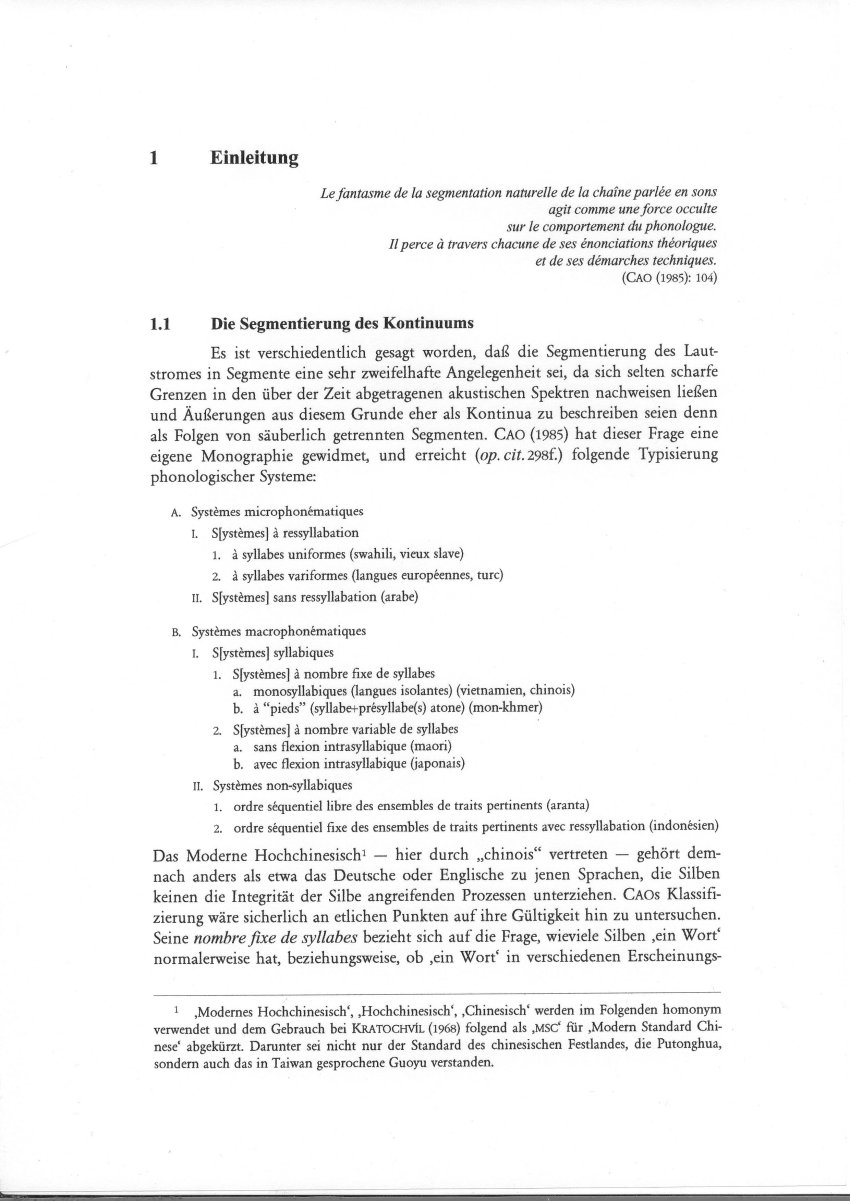 1 Einleitung
Le fantasme de la segmentation naturelle de la chaîne parlée en sons
agit comme une force occulte
sur le comportement du phonologue.
Il perce à travers chacune de ses énonciations théoriques
et de ses démarches techniques.
(CAO (1985): 104)
1.1 Die Segmentierung des Kontinuums
Es ist verschiedentlich gesagt worden, daß die Segmentierung des Laut-
stromes in Segmente eine sehr zweifelhafte Angelegenheit sei, da sich selten scharfe
Grenzen in den über der Zeit abgetragenen akustischen Spektren nachweisen ließen
und Äußerungen aus diesem Grunde eher als Kontinua zu beschreiben seien denn
als Folgen von säuberlich getrennten Segmenten. CAO (1985) hat dieser Frage eine
eigene Monographie gewidmet, und erreicht (op. cit. 298f.) folgende Typisierung
phonologischer Systeme:
A. Systèmes microphonématiques
I. S[ystèmes] à ressyllabation
1. à syllabes uniformes (swahili, vieux slave)
2. à syllabes variformes (langues européennes, turc)
II. S[ystèmes] sans ressyllabation (arabe)
B. Systèmes macrophonématiques
I. S[ystèmes] syllabiques
1. S[ystèmes] à nombre fixe de syllabes
a. monosyllabiques (langues isolantes) (vietnamien, chinois)
b. à “pieds” (syllabe+présyllabe(s) atone) (mon-khmer)
2. S[ystèmes] à nombre variable de syllabes
a. sans flexion intrasyllabique (maori)
b. avec flexion intrasyllabique (japonais)
II. Systèmes non-syllabiques
1. ordre séquentiel libre des ensembles de traits pertinents (aranta)
2. ordre séquentiel fixe des ensembles de traits pertinents avec ressyllabation (indonésien)
Das Moderne Hochchinesisch¹ — hier durch „chinois“ vertreten — gehört dem-
nach anders als etwa das Deutsche oder Englische zu jenen Sprachen, die Silben
keinen die Integrität der Silbe angreifenden Prozessen unterziehen. CAOs Klassifi-
zierung wäre sicherlich an etlichen Punkten auf ihre Gültigkeit hin zu untersuchen.
Seine nombre fixe de syllabes bezieht sich auf die Frage, wieviele Silben ‚ein Wort‘
normalerweise hat, beziehungsweise, ob ‚ein Wort‘ in verschiedenen Erscheinungs-
¹ ‚Modernes Hochchinesisch‘, ‚Hochchinesisch‘, ‚Chinesisch‘ werden im Folgenden homonym
verwendet und dem Gebrauch bei KRATOCHVÍL (1968) folgend als ‚MSC‘ für ‚Modern Standard Chi-
nese‘ abgekürzt. Darunter sei nicht nur der Standard des chinesischen Festlandes, die Putonghua,
sondern auch das in Taiwan gesprochene Guoyu verstanden.